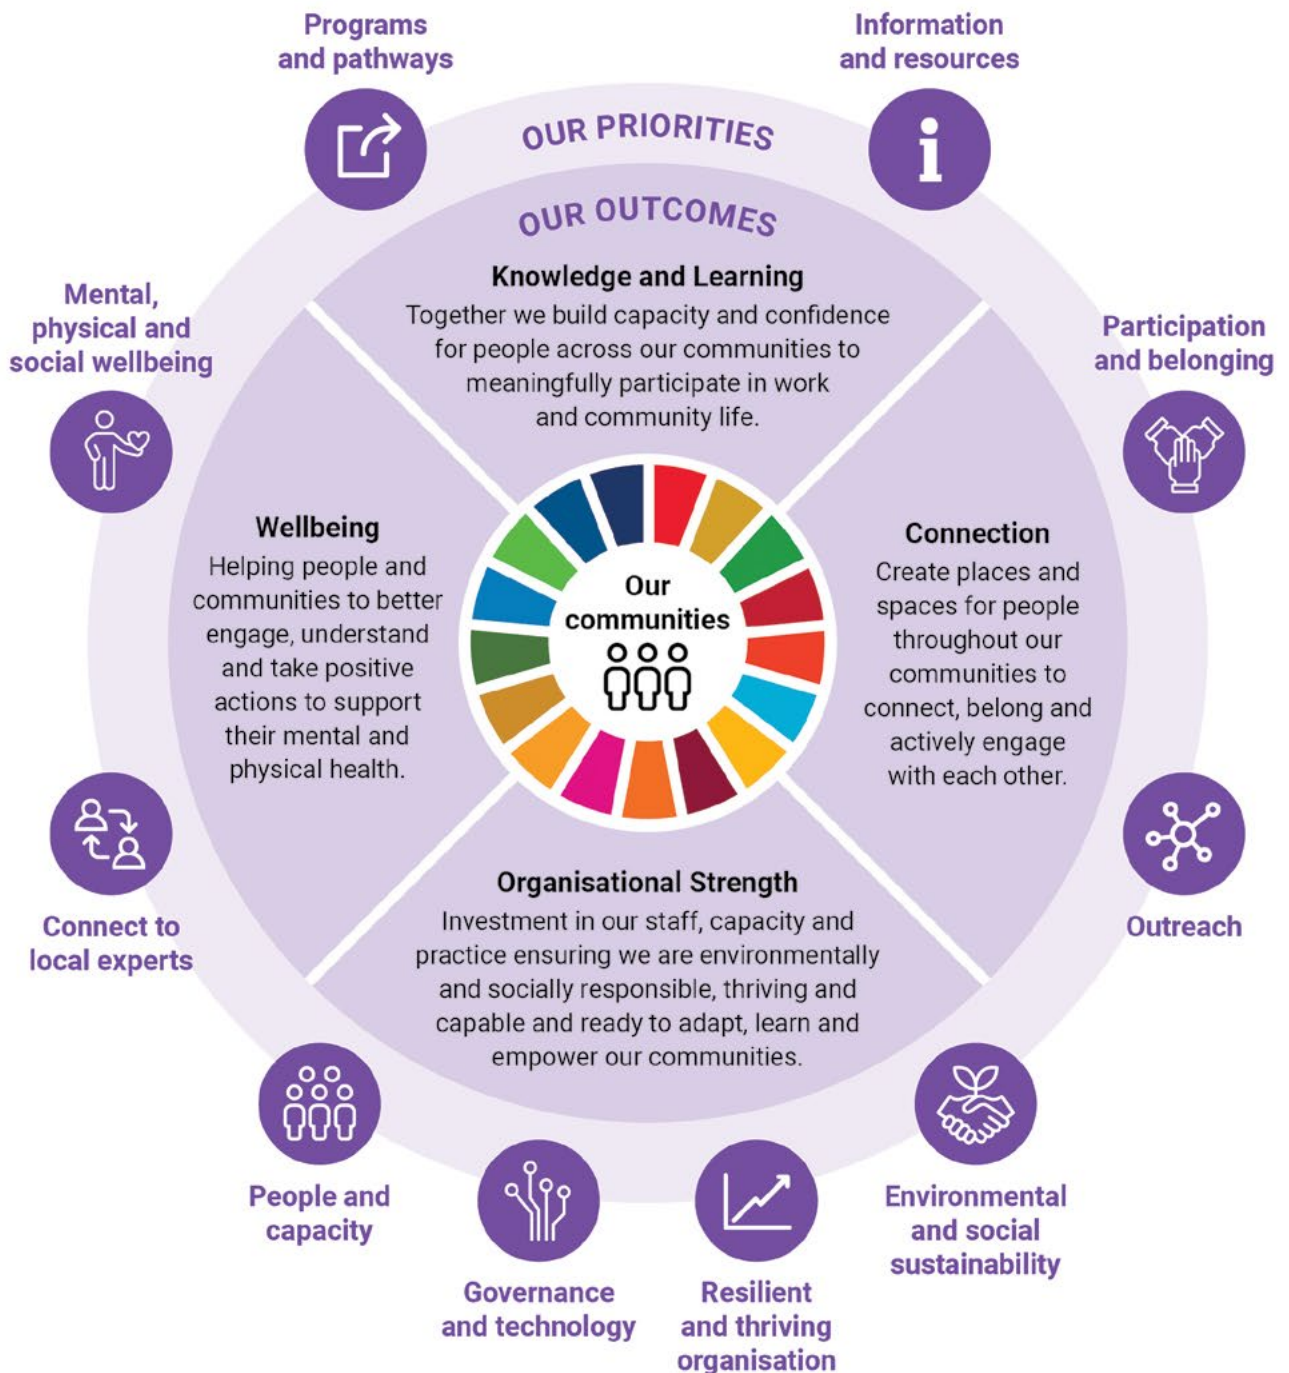 Programs
and pathways
Information
and resources
OUR PRIORITIES
OUR OUTCOMES
Knowledge and Learning
Together we build capacity and confidence
for people across our communities to
meaningfully participate in work
and community life.
Mental,
physical and
social wellbeing
Participation
and belonging
Wellbeing
Helping people and
communities to better
engage, understand
and take positive
actions to support
their mental and
physical health.
Our
communities
Connection
Create places and
spaces for people
throughout our
communities to
connect, belong and
actively engage
with each other.
Connect to
local experts
Outreach
Organisational Strength
Investment in our staff, capacity and
practice ensuring we are environmentally
and socially responsible, thriving and
capable and ready to adapt, learn and
empower our communities.
People and
capacity
Governance
and technology
Resilient
and thriving
organisation
Environmental
and social
sustainability